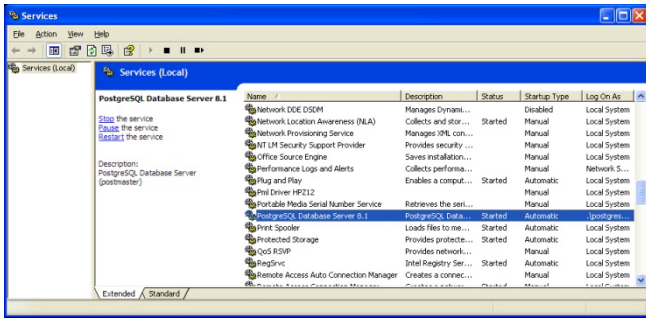 Services
File Action View Help
Services (Local)
Services (Local)
PostgreSQL Database Server 8.1
Stop the service
Pause the service
Restart the service
Description:
PostgreSQL Database Server
(postmaster)
Name Description Status Startup Type Log On As
Network DDE DSDM Manages Dynami... Disabled Local System
Network Location Awareness (NLA) Collects and stor... Started Manual Local System
Network Provisioning Service Manages XML con... Manual Local System
NT LM Security Support Provider Provides security ... Manual Local System
Office Source Engine Saves installation... Manual Local System
Performance Logs and Alerts Collects performa... Manual Network S...
Plug and Play Enables a comput... Started Automatic Local System
Pml Driver HPZ12 Manual Local System
Portable Media Serial Number Service Retrieves the seri... Manual Local System
PostgreSQL Database Server 8.1 PostgreSQL Data... Started Automatic .\postgres...
Print Spooler Loads files to me... Started Automatic Local System
Protected Storage Provides protecte... Started Automatic Local System
QoS RSVP Provides network... Manual Local System
RegSrvc Intel Registry Ser... Started Automatic Local System
Remote Access Auto Connection Manager Creates a connec... Manual Local System
Extended Standard